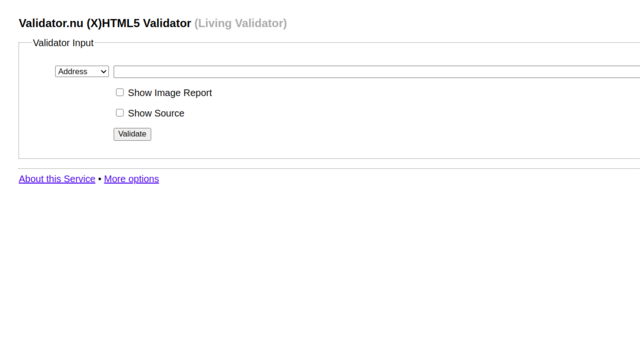 Validator.nu (X)HTML5 Validator (Living Validator)
Validator Input
Address
Show Image Report
Show Source
Validate
About this Service • More options